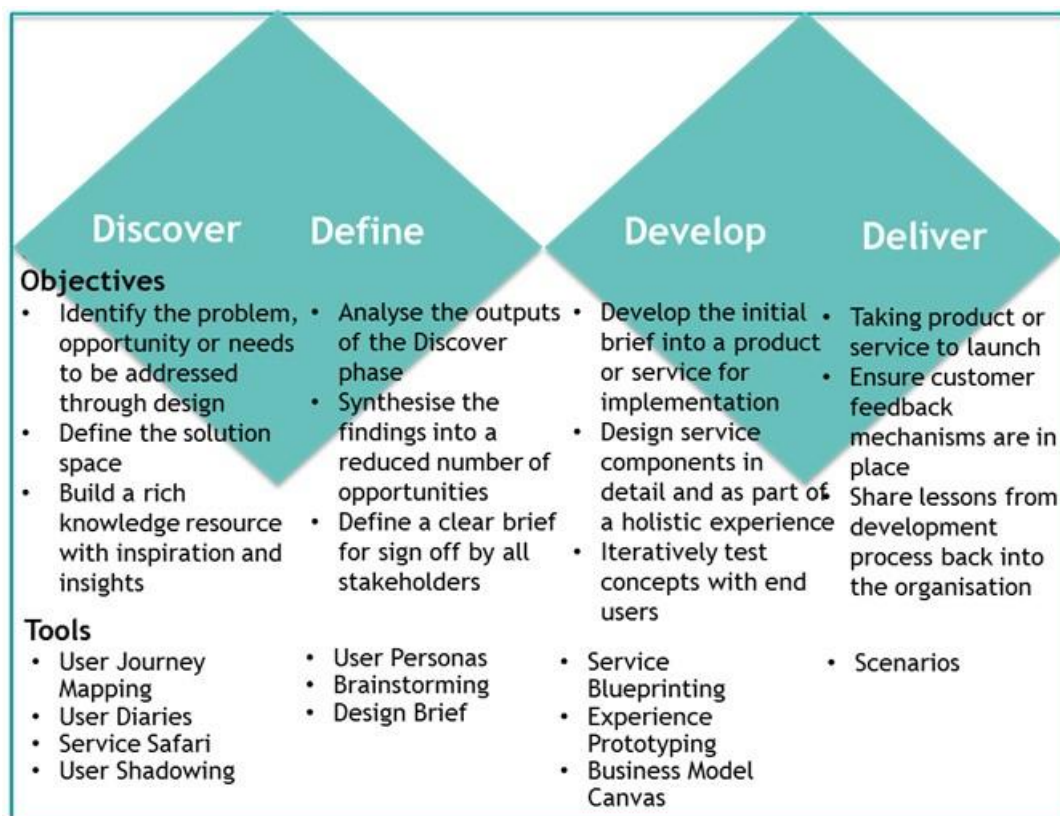 Discover
Define
Develop
Deliver
Objectives
• Identify the problem,
opportunity or needs
to be addressed
through design
• Define the solution
space
• Build a rich
knowledge resource
with inspiration and
insights
• Analyse the outputs
of the Discover
phase
• Synthesise the
findings into a
reduced number of
opportunities
• Define a clear brief
for sign off by all
stakeholders
• Develop the initial
brief into a product
or service for
implementation
• Design service
components in
detail and as part of
a holistic experience
• Iteratively test
concepts with end
users
• Taking product or
service to launch
• Ensure customer
feedback
mechanisms are in
place
• Share lessons from
development
process back into
the organisation
Tools
• User Journey
Mapping
• User Diaries
• Service Safari
• User Shadowing
• User Personas
• Brainstorming
• Design Brief
• Service
Blueprinting
• Experience
Prototyping
• Business Model
Canvas
• Scenarios